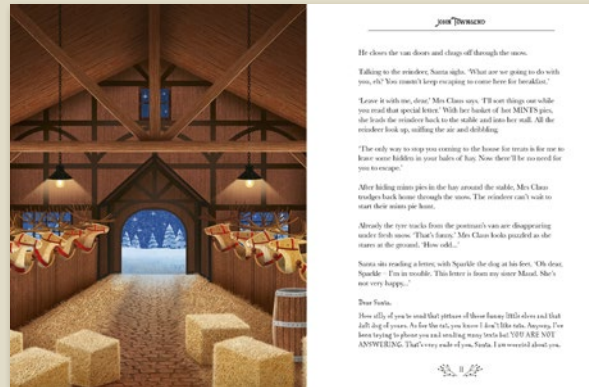 JOHN TOWNSEND
He closes the van doors and chugs off through the snow.
Talking to the reindeer, Santa sighs. 'What are we going to do with
you, eh? You mustn't keep escaping to come here for breakfast.'
'Leave it with me, dear,' Mrs Claus says. 'I'll sort things out while
you read that special letter.' With her basket of hot MINTS pies,
she leads the reindeer back to the stable and into her stall. All the
reindeer look up, sniffing the air and dribbling.
'The only way to stop you coming to the house for treats is for me to
leave some hidden in your bales of hay. Now there'll be no need for
you to escape.'
After hiding mints pies in the hay around the stable, Mrs Claus
trudges back home through the snow. The reindeer can't wait to
start their mints pie hunt.
Already the tyre tracks from the postman's van are disappearing
under fresh snow. 'That's funny.' Mrs Claus looks puzzled as she
stares at the ground. 'How odd...'
Santa sits reading a letter, with Sparkle the dog at his feet. 'Oh dear,
Sparkle – I'm in trouble. This letter is from my sister Maud. She's
not very happy...'
Dear Santa,
How silly of you to send that picture of those funny little elves and that
daft dog of yours. As for the rat, you know I don't like rats. Anyway, I've
been trying to phone you and sending many texts but YOU ARE NOT
ANSWERING. That's very rude of you, Santa. I am worried about you.